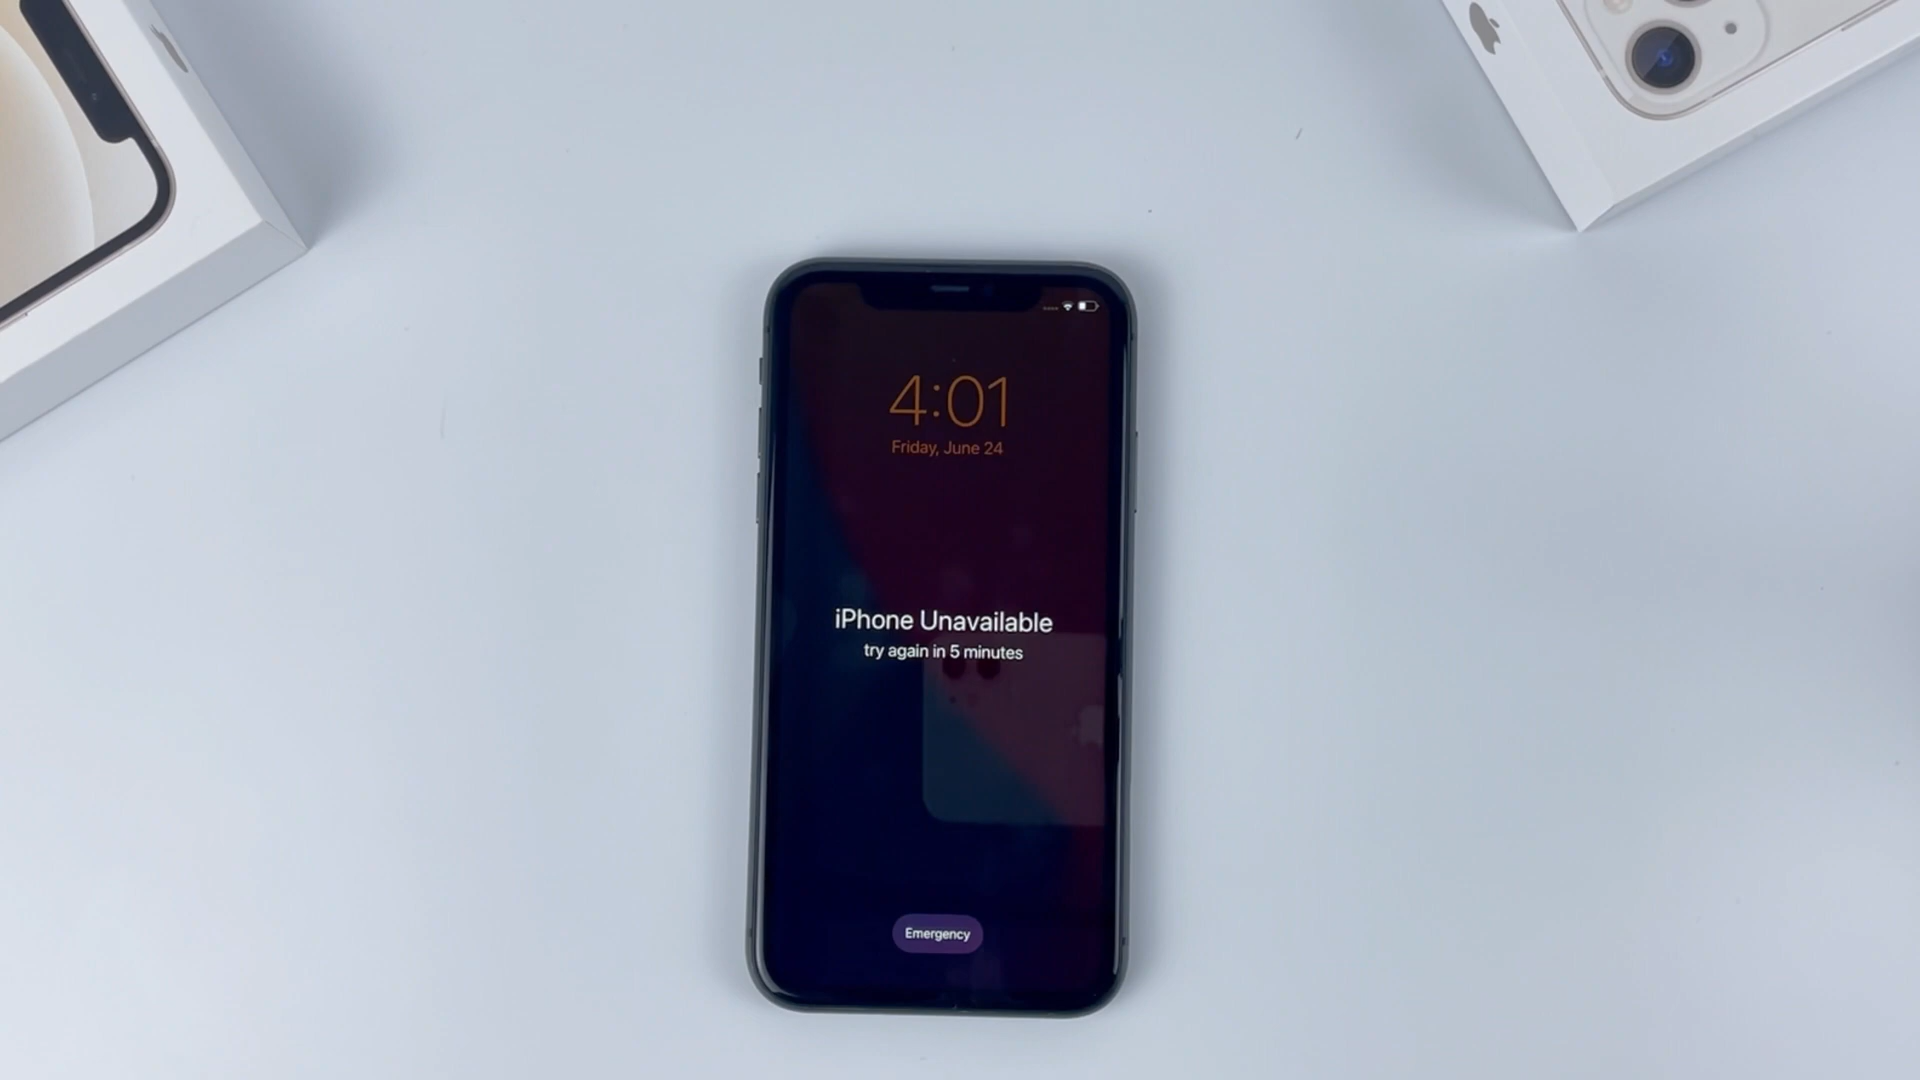 4:01
Friday, June 24
iPhone Unavailable
try again in 5 minutes
Emergency